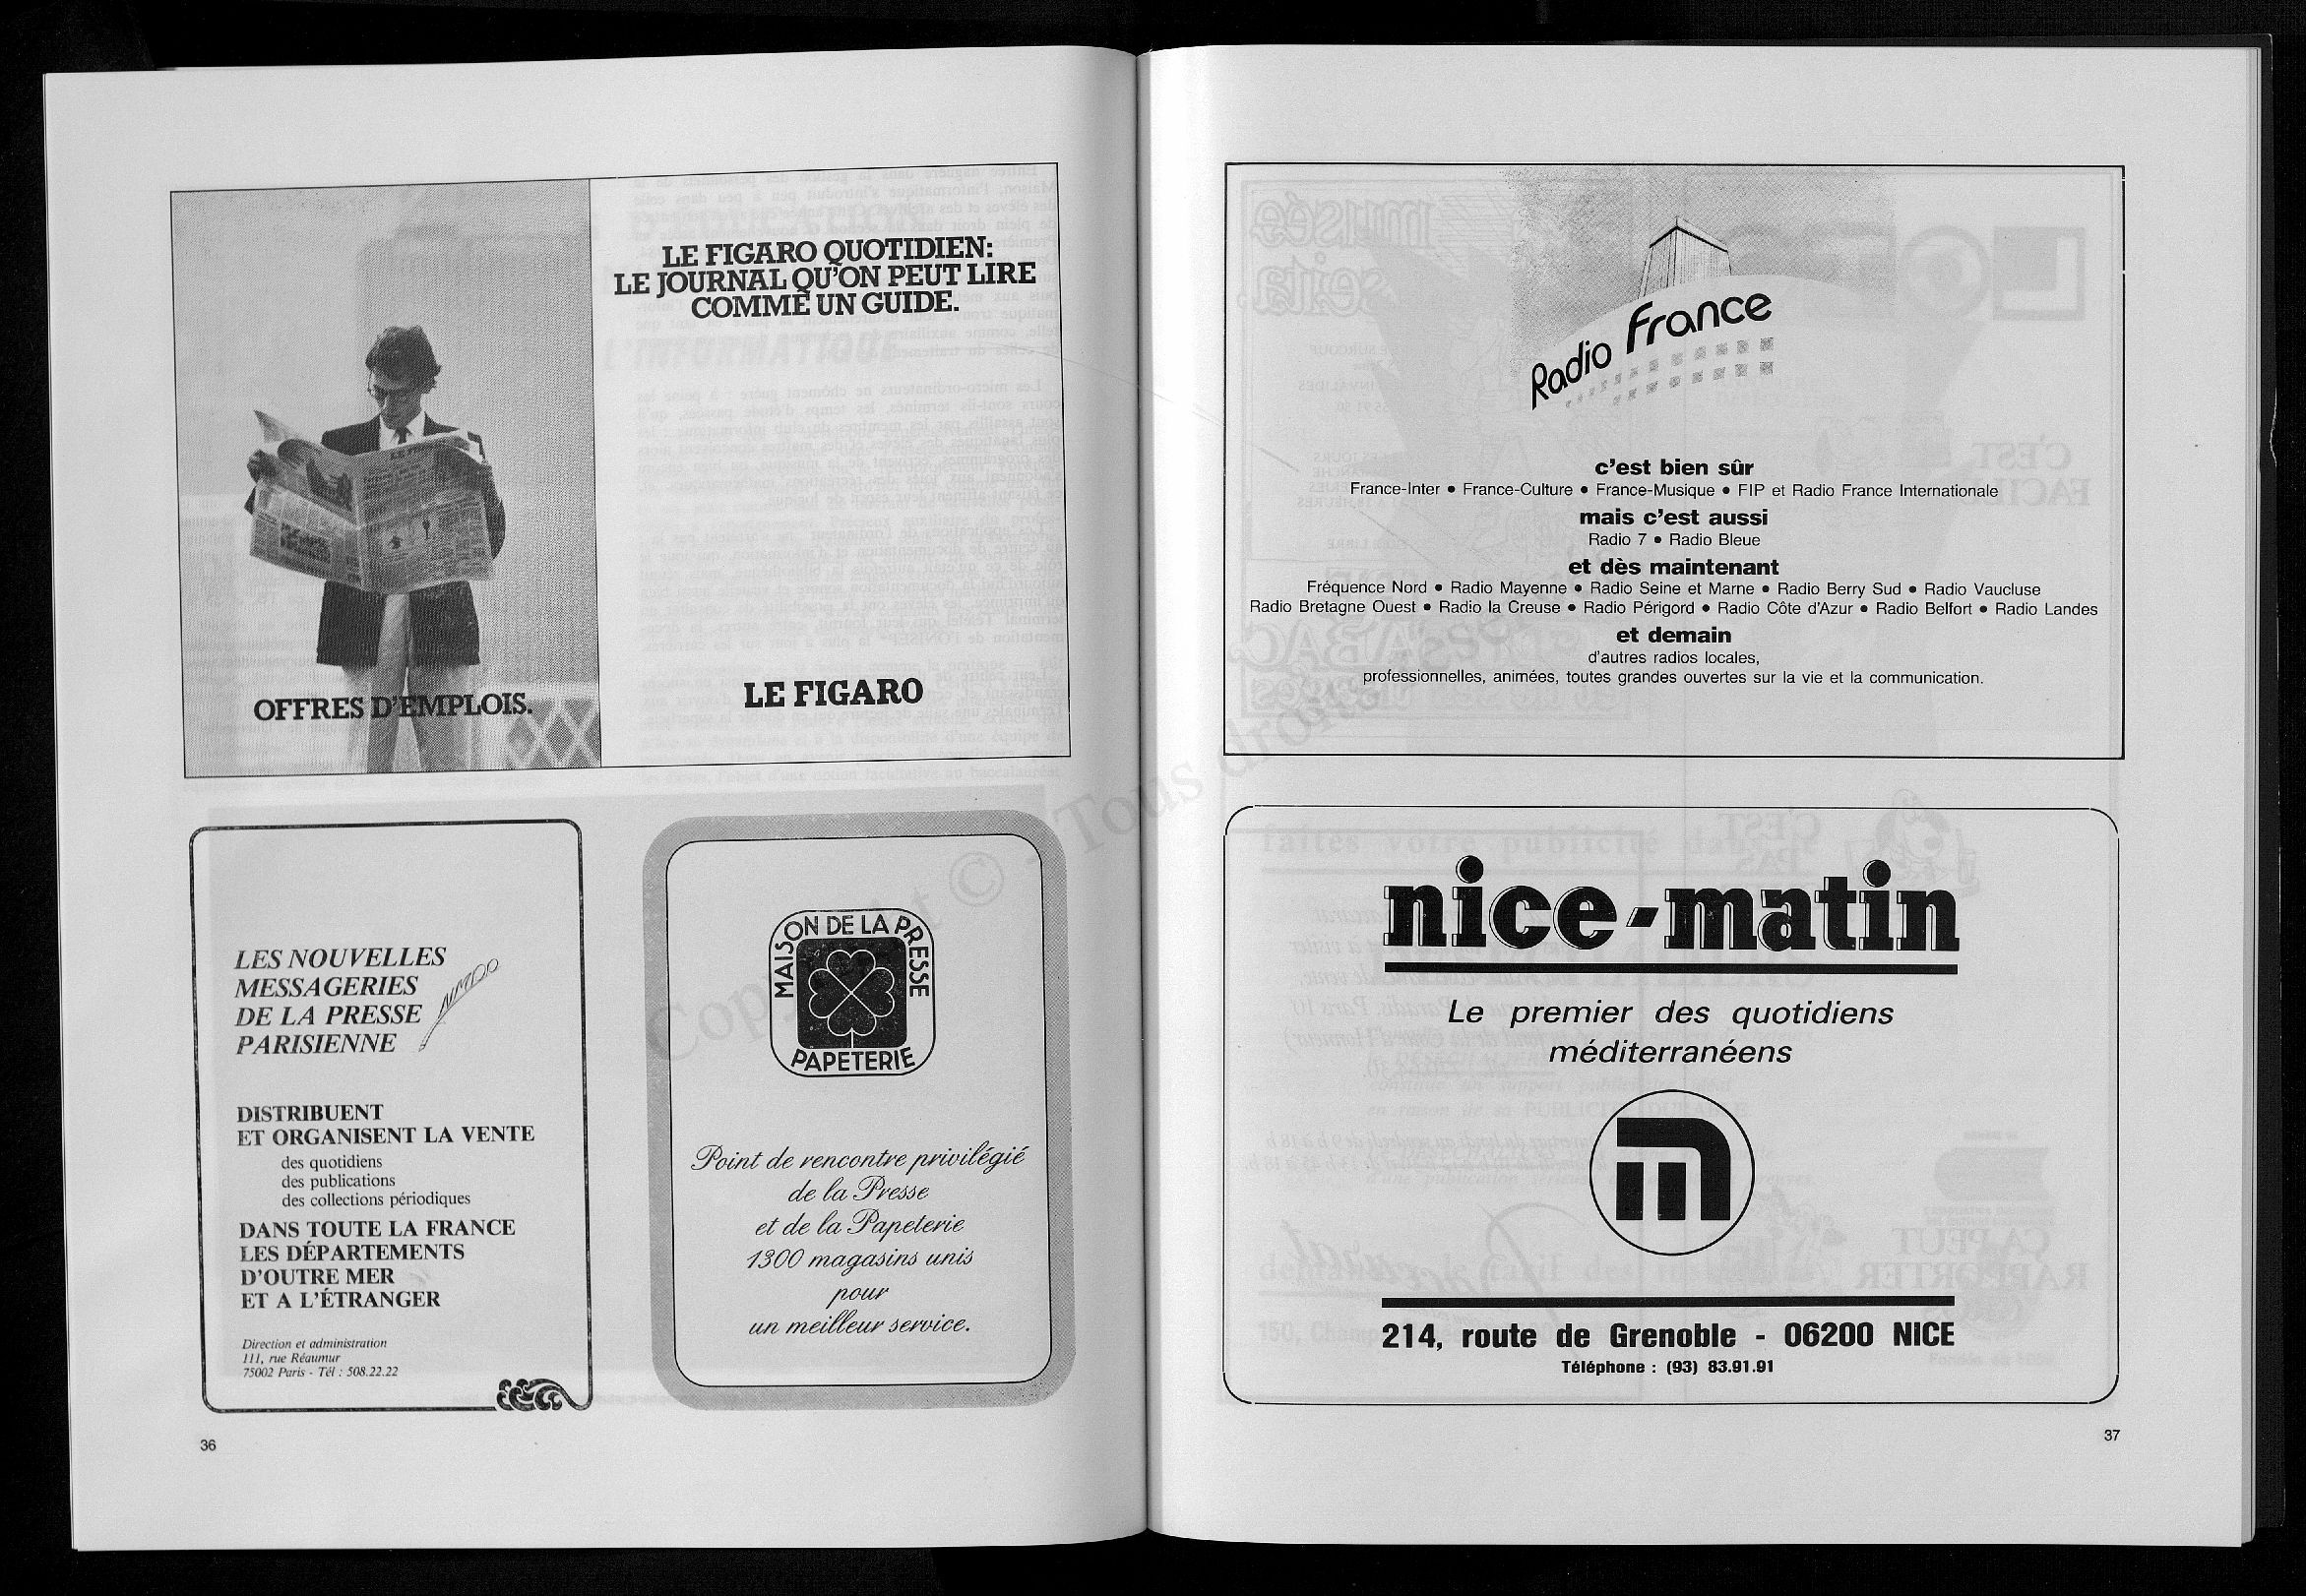 LE FIGARO QUOTIDIEN:
LE JOURNAL QU'ON PEUT LIRE
COMME UN GUIDE.
OFFRES D'EMPLOIS.
LE FIGARO
LES NOUVELLES
MESSAGERIES
DE LA PRESSE
PARISIENNE
DISTRIBUENT
ET ORGANISENT LA VENTE
des quotidiens
des publications
des collections périodiques
DANS TOUTE LA FRANCE
LES DÉPARTEMENTS
D'OUTRE MER
ET A L'ÉTRANGER
Direction et administration
111, rue Réaumur
75002 Paris - Tél : 508.22.22
MAISON DE LA PRESSE
PAPETERIE
Point de rencontre privilégié
de la Presse
et de la Papeterie
1300 magasins unis
pour
un meilleur service.
36
Radio France
c'est bien sûr
France-Inter • France-Culture • France-Musique • FIP et Radio France Internationale
mais c'est aussi
Radio 7 • Radio Bleue
et dès maintenant
Fréquence Nord • Radio Mayenne • Radio Seine et Marne • Radio Berry Sud • Radio Vaucluse
Radio Bretagne Ouest • Radio la Creuse • Radio Périgord • Radio Côte d'Azur • Radio Belfort • Radio Landes
et demain
d'autres radios locales,
professionnelles, animées, toutes grandes ouvertes sur la vie et la communication.
nice-matin
Le premier des quotidiens
méditerranéens
214, route de Grenoble - 06200 NICE
Téléphone : (93) 83.91.91
37